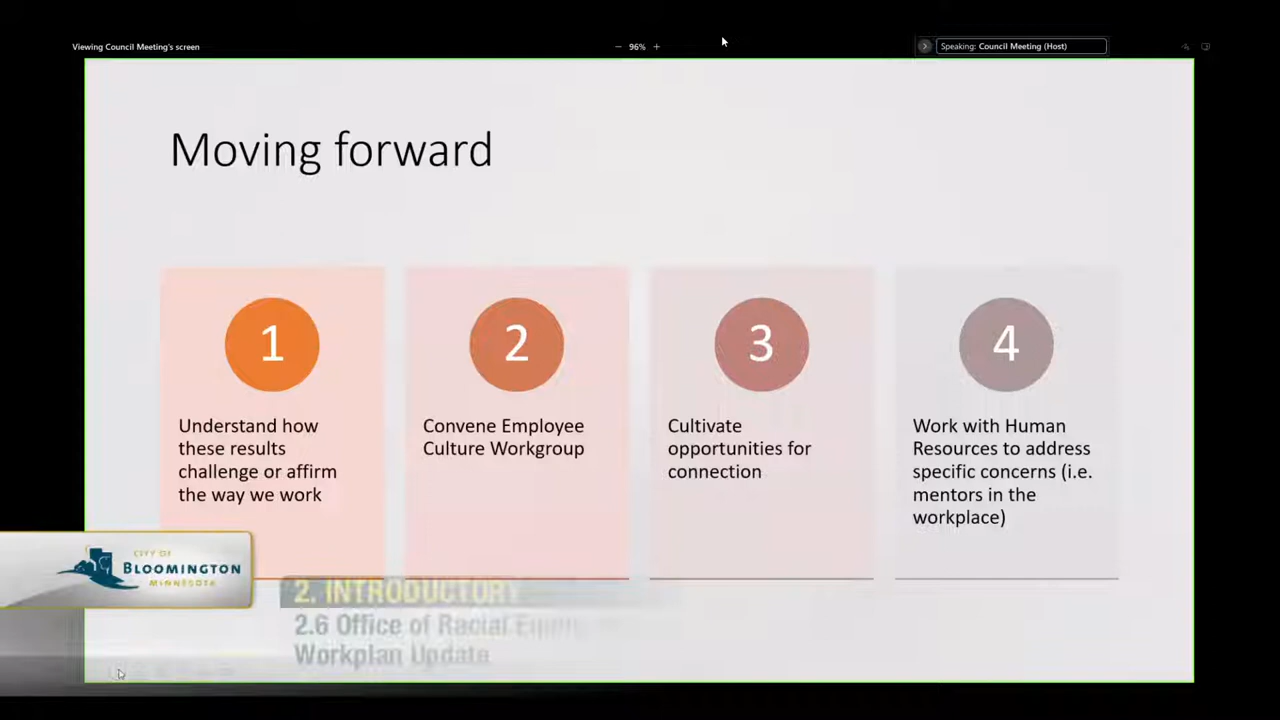 Viewing Council Meeting's screen
96%
Speaking: Council Meeting (Host)
Moving forward
1
Understand how
these results
challenge or affirm
the way we work
2
Convene Employee
Culture Workgroup
3
Cultivate
opportunities for
connection
4
Work with Human
Resources to address
specific concerns (i.e.
mentors in the
workplace)
CITY OF
BLOOMINGTON
MINNESOTA
2. INTRODUCTORY
2.6 Office of Racial
Workplan Update